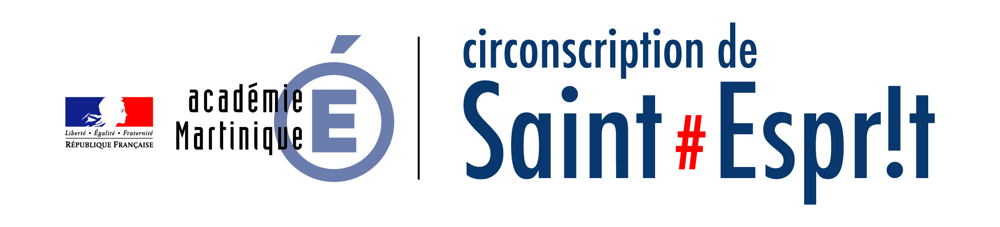 Liberté • Égalité • Fraternité
RÉPUBLIQUE FRANÇAISE
académie
Martinique
É
circonscription de
Saint #Espr!t